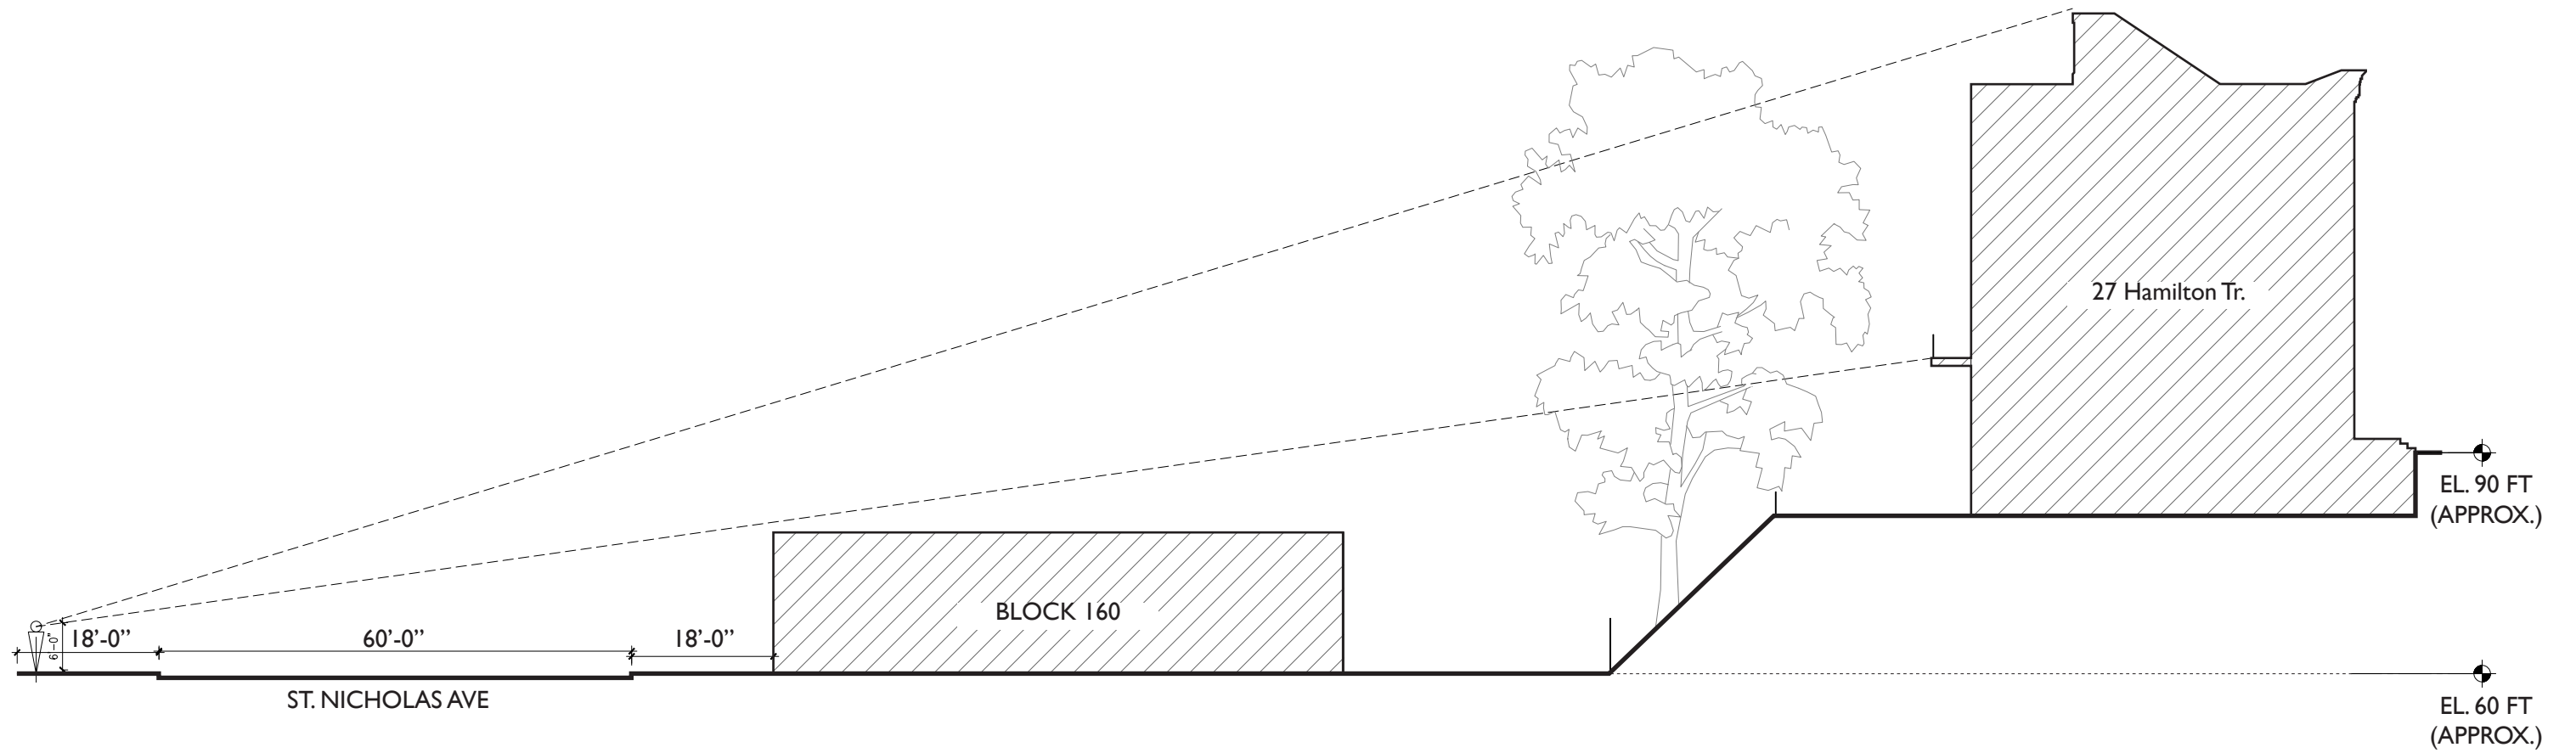 27 Hamilton Tr.
EL. 90 FT
(APPROX.)
BLOCK 160
6'-0"
18'-0”
60'-0”
18'-0”
ST. NICHOLAS AVE
EL. 60 FT
(APPROX.)